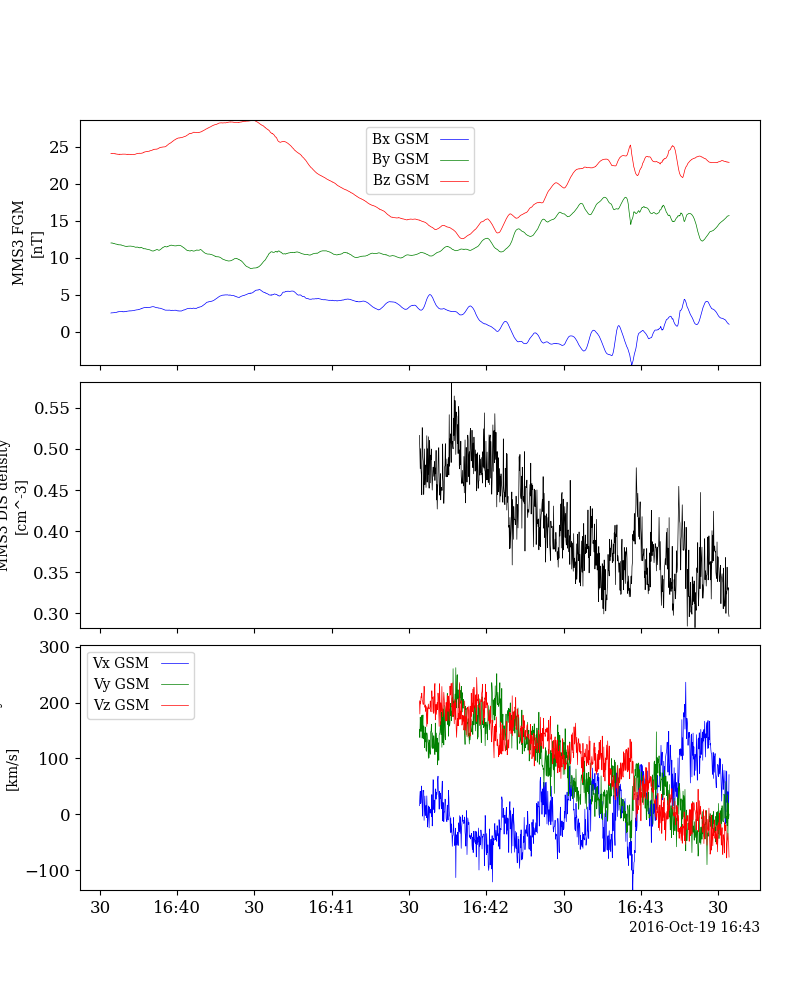 25
20
15
10
5
0
MMS3 FGM
[nT]
Bx GSM
By GSM
Bz GSM
0.55
0.50
0.45
0.40
0.35
0.30
MMS3 DIS density
[cm^-3]
300
200
100
0
−100
[km/s]
Vx GSM
Vy GSM
Vz GSM
30 16:40 30 16:41 30 16:42 30 16:43 30
2016-Oct-19 16:43